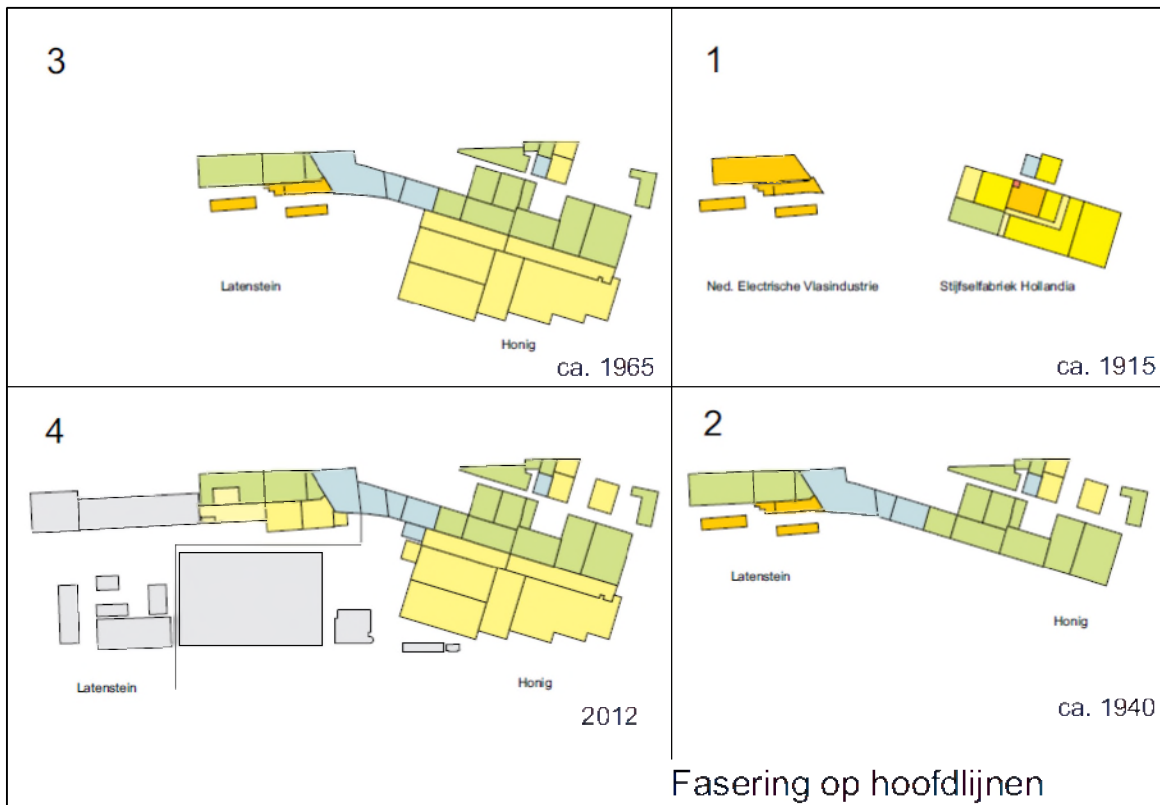 3
Latenstein
Honig
ca. 1965
1
Ned. Electrische Vlasindustrie
Stijfselfabriek Hollandia
ca. 1915
4
Latenstein
Honig
2012
2
Latenstein
Honig
ca. 1940
Fasering op hoofdlijnen